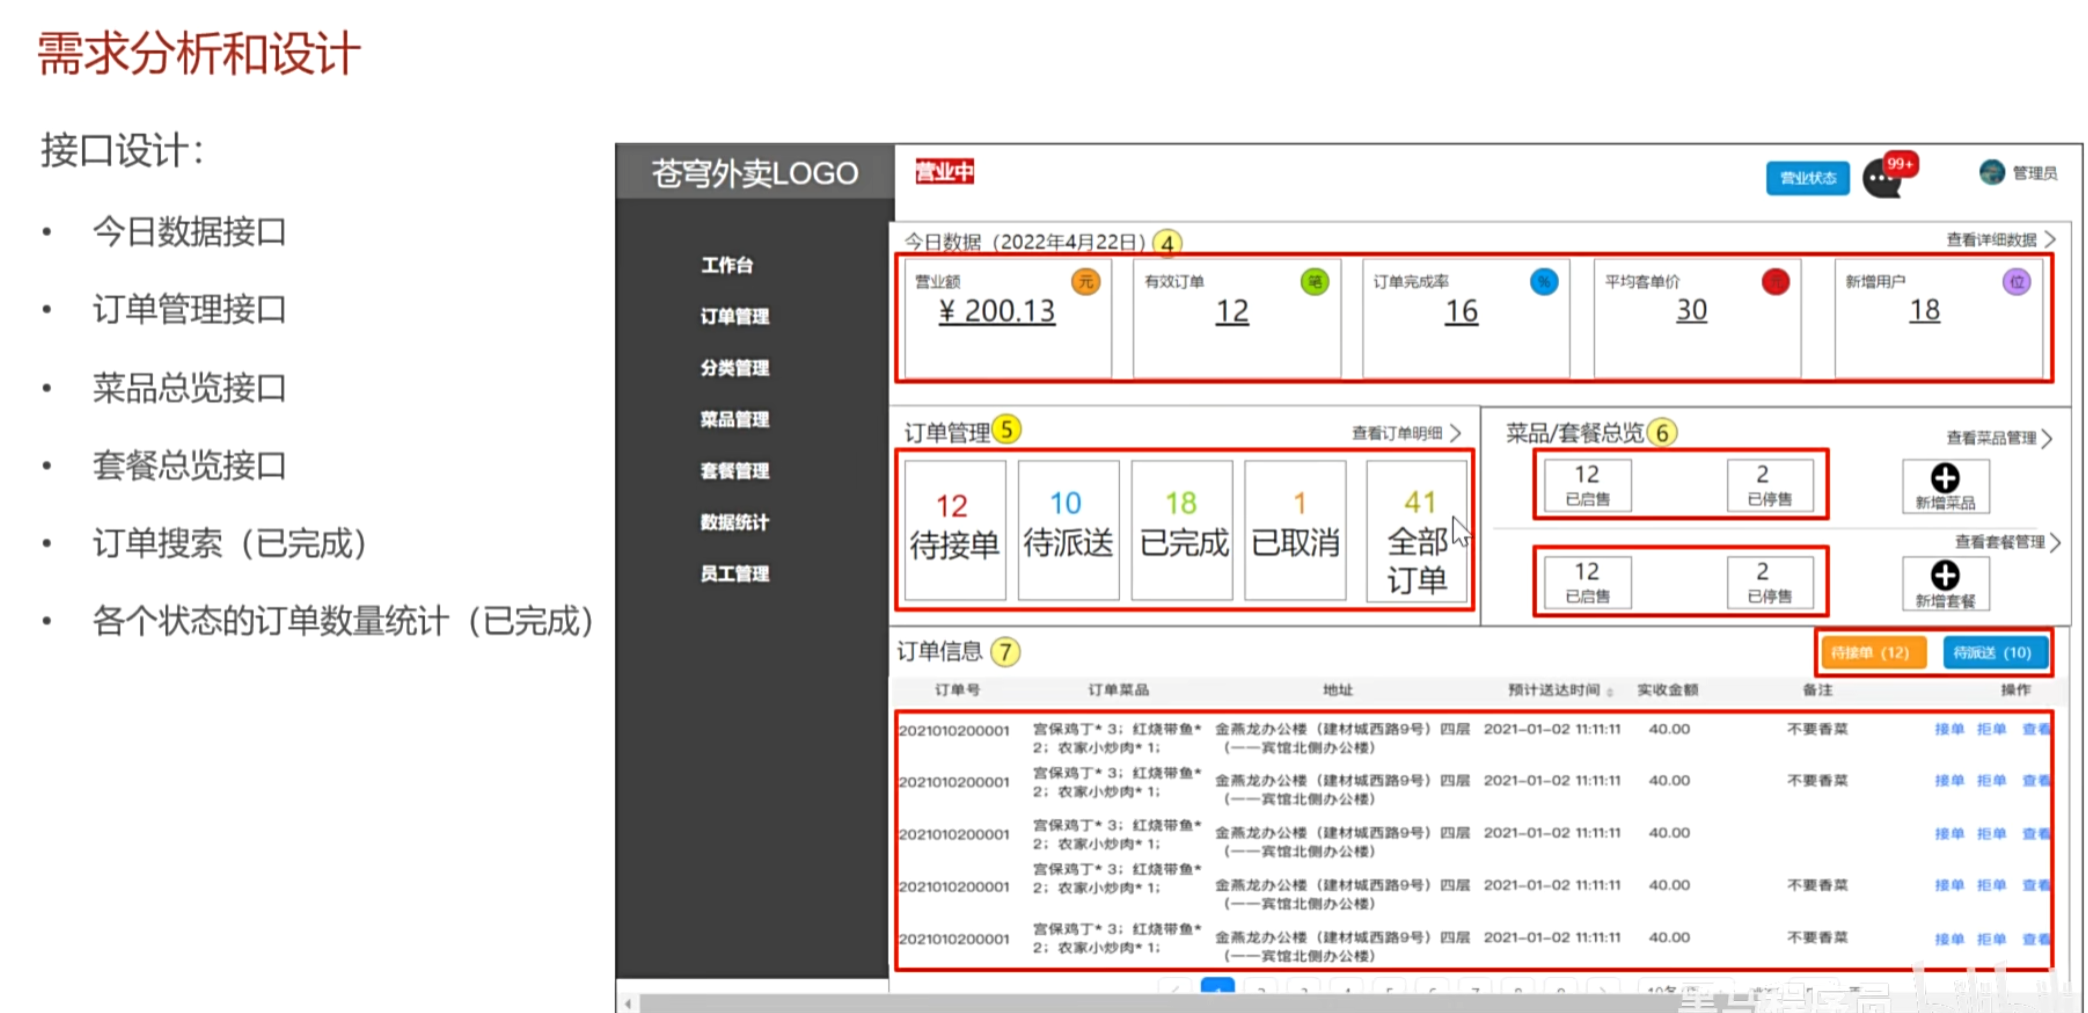 需求分析和设计
接口设计：
• 今日数据接口
• 订单管理接口
• 菜品总览接口
• 套餐总览接口
• 订单搜索（已完成）
• 各个状态的订单数量统计（已完成）
苍穹外卖LOGO
营业中
营业状态
99+
管理员
工作台
订单管理
分类管理
菜品管理
套餐管理
数据统计
员工管理
今日数据（2022年4月22日） 4
查看详细数据
营业额 元
¥ 200.13
有效订单 笔
12
订单完成率 %
16
平均客单价 元
30
新增用户 位
18
订单管理 5
查看订单明细
12
待接单
10
待派送
18
已完成
1
已取消
41
全部
订单
菜品/套餐总览 6
查看菜品管理
12
已启售
2
已停售
新增菜品
查看套餐管理
12
已启售
2
已停售
新增套餐
订单信息 7
待接单（12）
待派送（10）
订单号 订单菜品 地址 预计送达时间 实收金额 备注 操作
2021010200001 宫保鸡丁* 3；红烧带鱼* 金燕龙办公楼（建材城西路9号）四层 2021-01-02 11:11:11 40.00 不要香菜 接单 拒单 查看
2；农家小炒肉* 1； （一一宾馆北侧办公楼）
2021010200001 宫保鸡丁* 3；红烧带鱼* 金燕龙办公楼（建材城西路9号）四层 2021-01-02 11:11:11 40.00 不要香菜 接单 拒单 查看
2；农家小炒肉* 1； （一一宾馆北侧办公楼）
2021010200001 宫保鸡丁* 3；红烧带鱼* 金燕龙办公楼（建材城西路9号）四层 2021-01-02 11:11:11 40.00 接单 拒单 查看
2；农家小炒肉* 1； （一一宾馆北侧办公楼）
2021010200001 宫保鸡丁* 3；红烧带鱼* 金燕龙办公楼（建材城西路9号）四层 2021-01-02 11:11:11 40.00 不要香菜 接单 拒单 查看
2；农家小炒肉* 1； （一一宾馆北侧办公楼）
2021010200001 宫保鸡丁* 3；红烧带鱼* 金燕龙办公楼（建材城西路9号）四层 2021-01-02 11:11:11 40.00 不要香菜 接单 拒单 查看
2；农家小炒肉* 1； （一一宾馆北侧办公楼）
黑马程序员